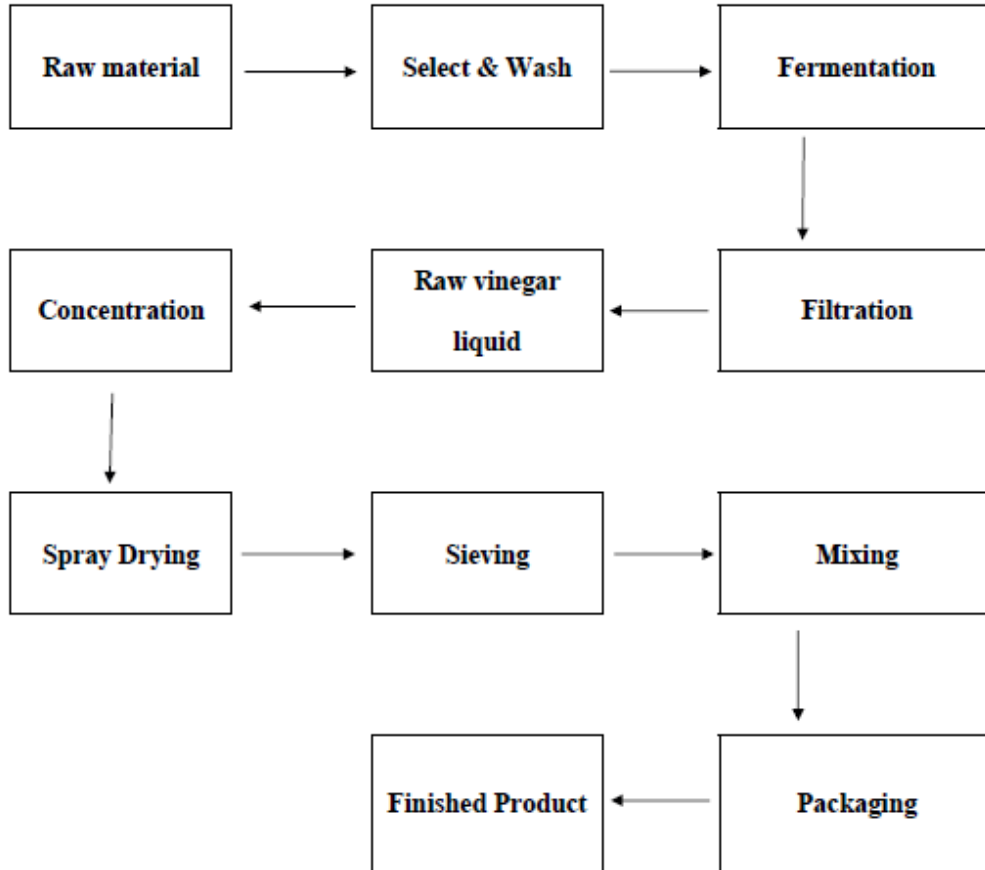 Raw material
Select & Wash
Fermentation
Concentration
Raw vinegar
liquid
Filtration
Spray Drying
Sieving
Mixing
Finished Product
Packaging